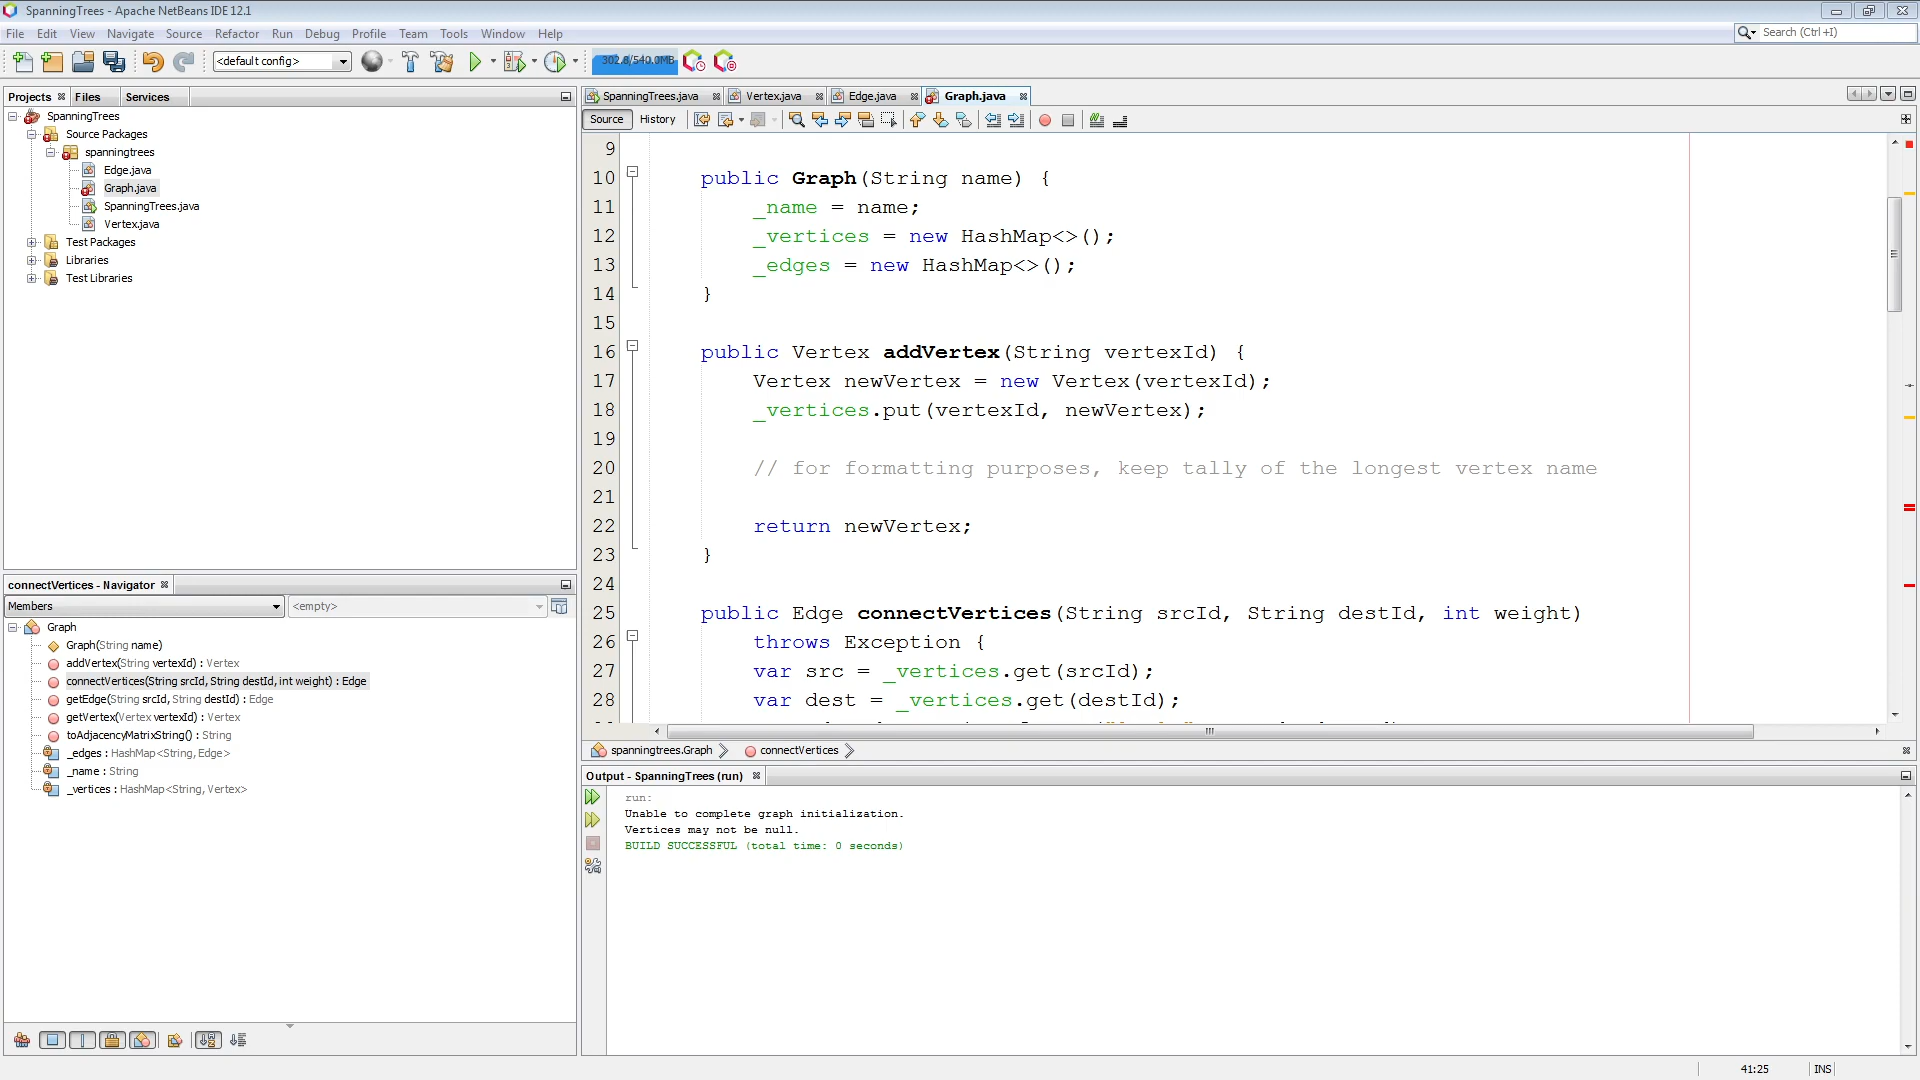 SpanningTrees - Apache NetBeans IDE 12.1
File Edit View Navigate Source Refactor Run Debug Profile Team Tools Window Help
Search (Ctrl+I)
<default config>
302.8/540.0MB
Projects Files Services
SpanningTrees
Source Packages
spanningtrees
Edge.java
Graph.java
SpanningTrees.java
Vertex.java
Test Packages
Libraries
Test Libraries
connectVertices - Navigator
Members
<empty>
Graph
Graph(String name)
addVertex(String vertexId) : Vertex
connectVertices(String srcId, String destId, int weight) : Edge
getEdge(String srcId, String destId) : Edge
getVertex(Vertex vertexId) : Vertex
toAdjacencyMatrixString() : String
_edges : HashMap<String, Edge>
_name : String
_vertices : HashMap<String, Vertex>
SpanningTrees.java Vertex.java Edge.java Graph.java
Source History
9
10 public Graph(String name) {
11 _name = name;
12 _vertices = new HashMap<>();
13 _edges = new HashMap<>();
14 }
15
16 public Vertex addVertex(String vertexId) {
17 Vertex newVertex = new Vertex(vertexId);
18 _vertices.put(vertexId, newVertex);
19
20 // for formatting purposes, keep tally of the longest vertex name
21
22 return newVertex;
23 }
24
25 public Edge connectVertices(String srcId, String destId, int weight)
26 throws Exception {
27 var src = _vertices.get(srcId);
28 var dest = _vertices.get(destId);
spanningtrees.Graph connectVertices
Output - SpanningTrees (run)
run:
Unable to complete graph initialization.
Vertices may not be null.
BUILD SUCCESSFUL (total time: 0 seconds)
41:25 INS